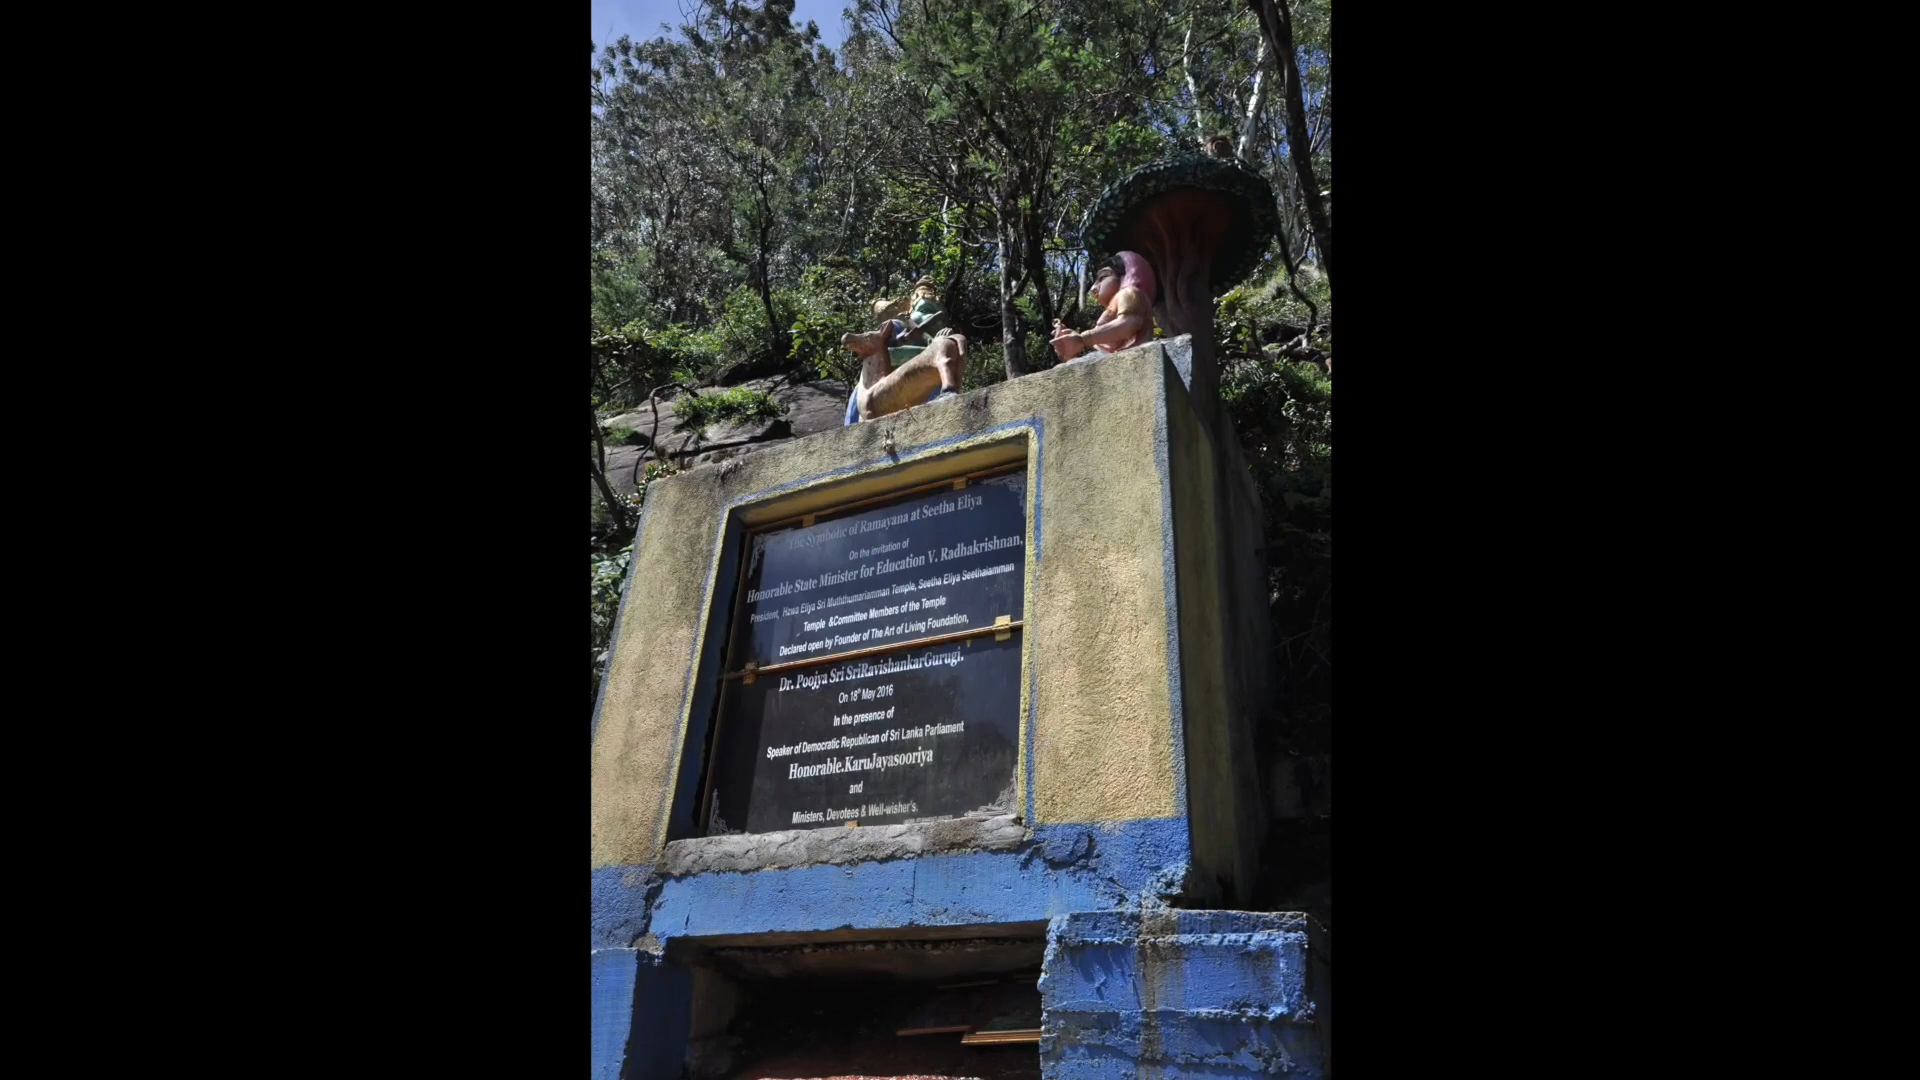 The Symbolic of Ramayana at Seetha Eliya
On the invitation of
Honorable State Minister for Education V. Radhakrishnan,
President, Hawa Eliya Sri Muththumariamman Temple, Seetha Eliya Seethaiamman
Temple &Committee Members of the Temple
Declared open by Founder of The Art of Living Foundation,
Dr. Poojya Sri SriRavishankarGurugi.
On 18th May 2016
In the presence of
Speaker of Democratic Republican of Sri Lanka Parliament
Honorable.KaruJayasooriya
and
Ministers, Devotees & Well-wisher's.